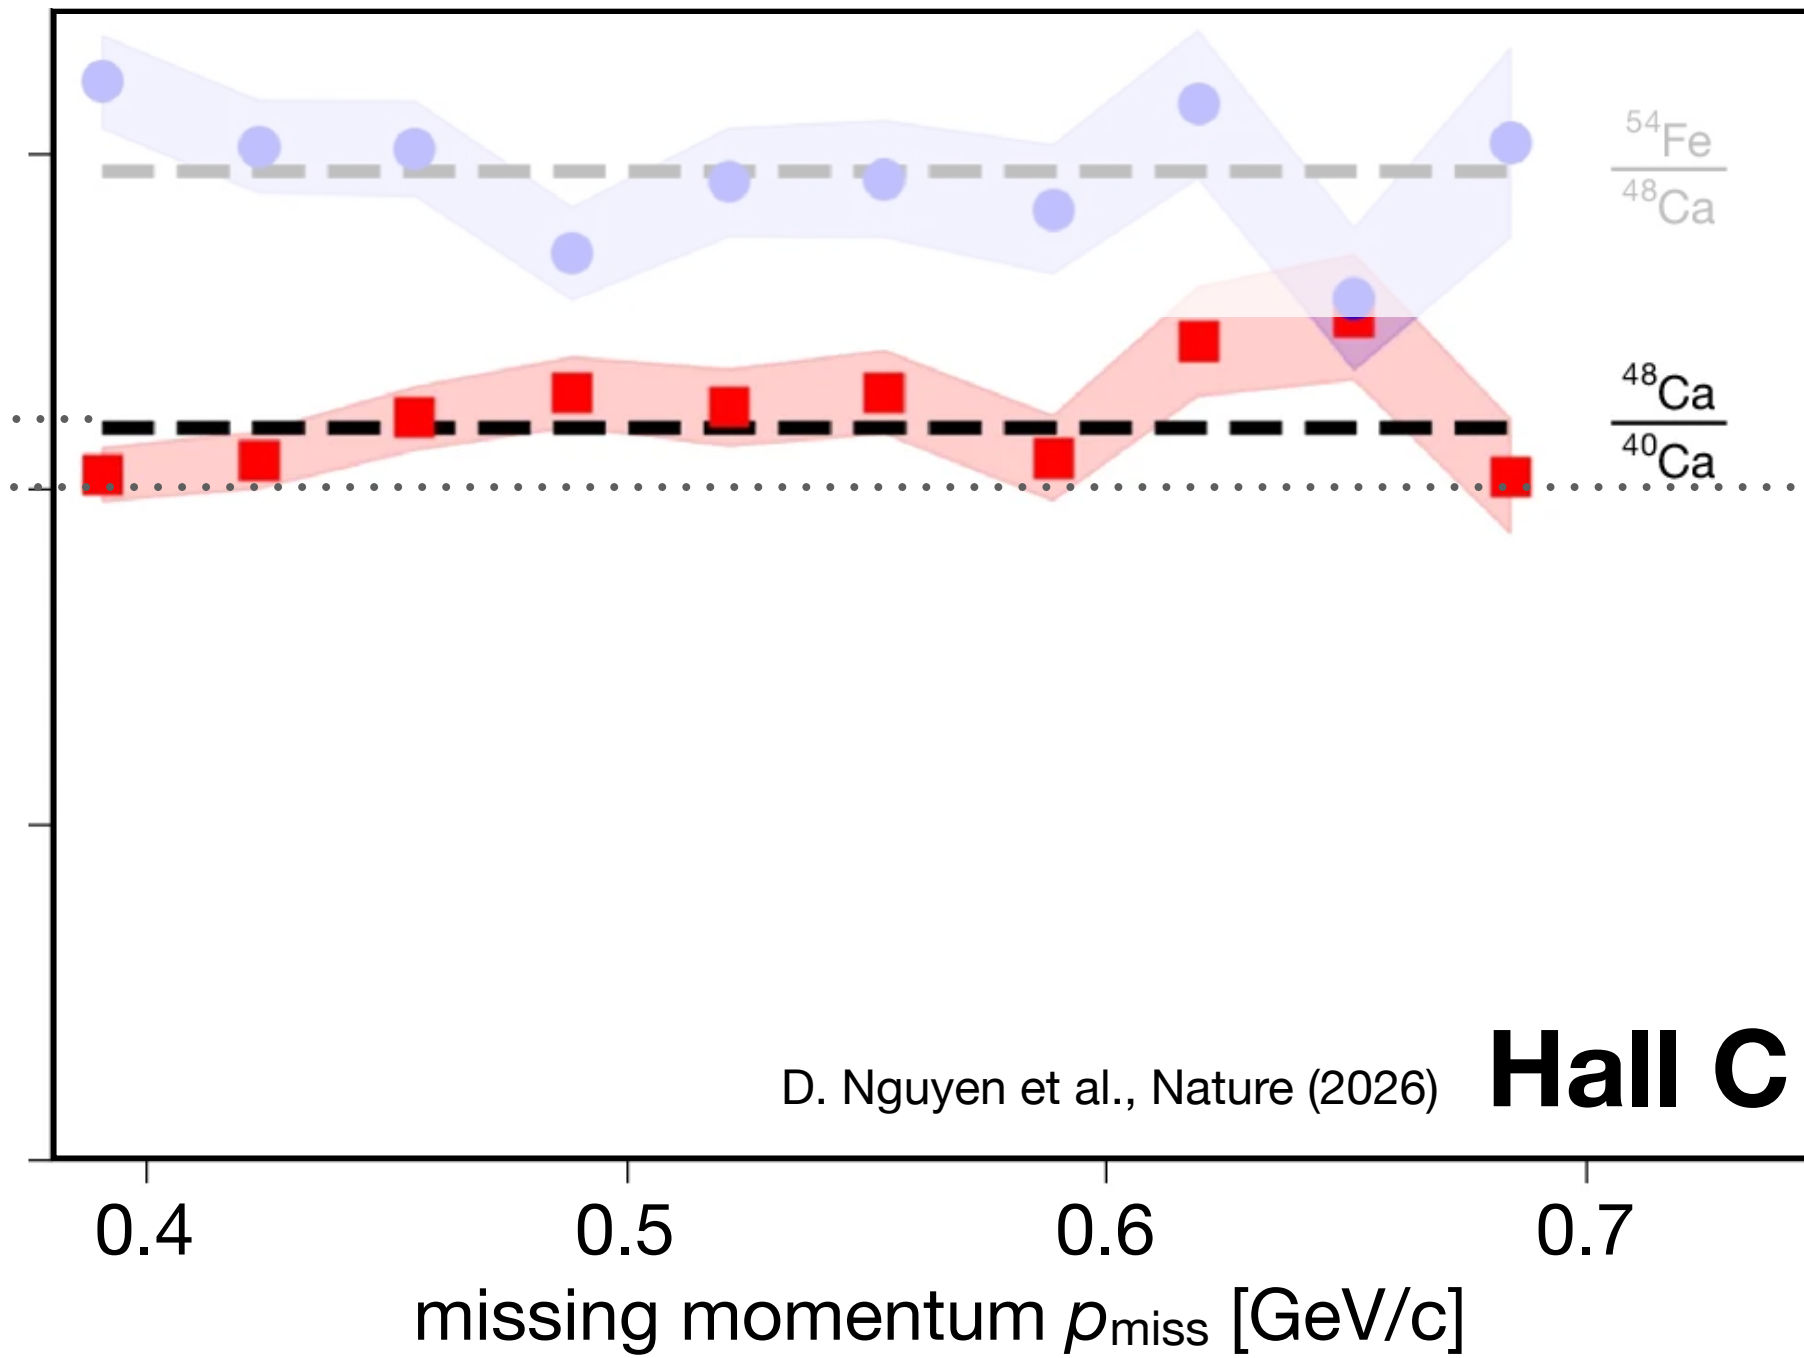 ⁵⁴Fe
⁴⁸Ca
⁴⁸Ca
⁴⁰Ca
D. Nguyen et al., Nature (2026) Hall C
0.4 0.5 0.6 0.7
missing momentum pmiss [GeV/c]